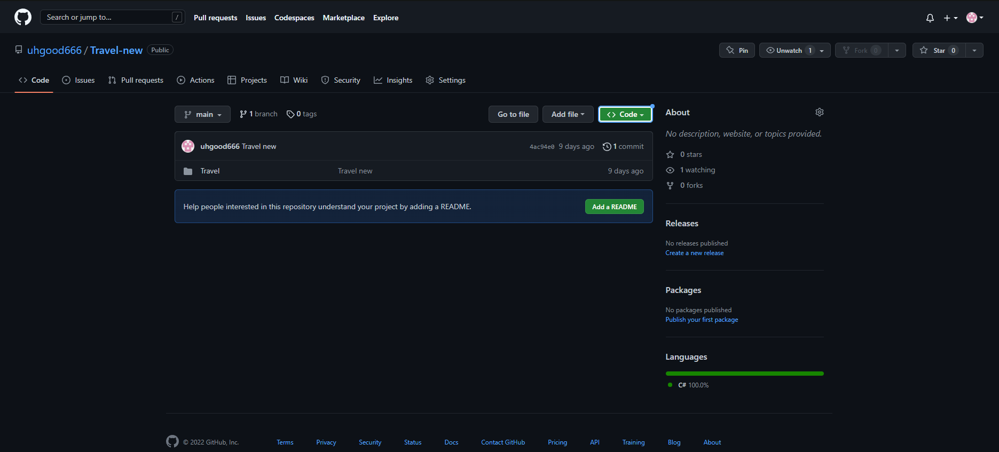 Search or jump to... /
Pull requests Issues Codespaces Marketplace Explore
uhgood666 / Travel-new Public
Pin Unwatch 1 Fork 0 Star 0
Code Issues Pull requests Actions Projects Wiki Security Insights Settings
main 1 branch 0 tags Go to file Add file Code
uhgood666 Travel new 4ac94e0 9 days ago 1 commit
Travel Travel new 9 days ago
Help people interested in this repository understand your project by adding a README. Add a README
About
No description, website, or topics provided.
0 stars
1 watching
0 forks
Releases
No releases published
Create a new release
Packages
No packages published
Publish your first package
Languages
C# 100.0%
© 2022 GitHub, Inc. Terms Privacy Security Status Docs Contact GitHub Pricing API Training Blog About